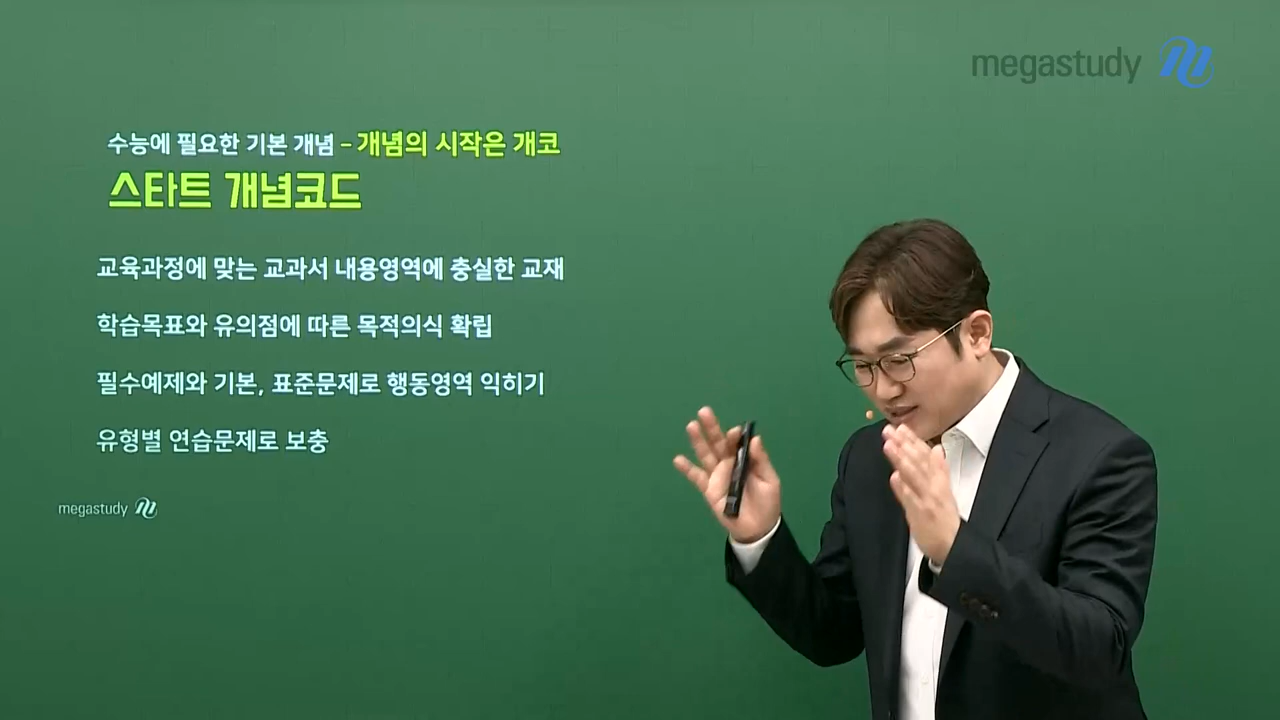 megastudy
수능에 필요한 기본 개념 - 개념의 시작은 개코
스타트 개념코드
교육과정에 맞는 교과서 내용영역에 충실한 교재
학습목표와 유의점에 따른 목적의식 확립
필수예제와 기본, 표준문제로 행동영역 익히기
유형별 연습문제로 보충
megastudy